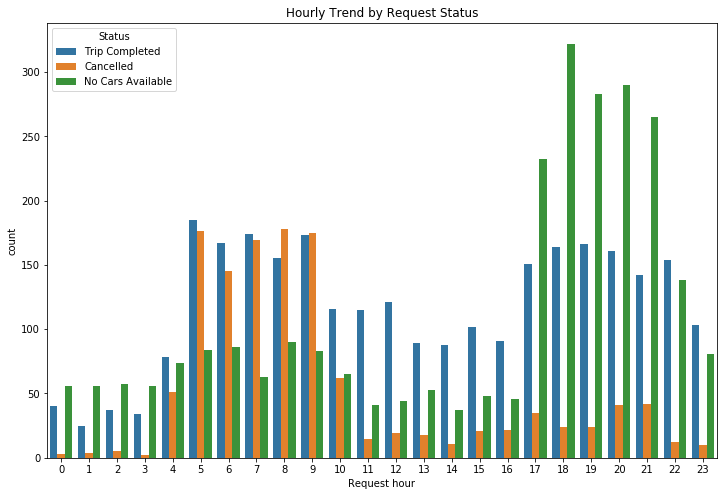 Hourly Trend by Request Status
Status
Trip Completed
Cancelled
No Cars Available
count
300
250
200
150
100
50
0
0 1 2 3 4 5 6 7 8 9 10 11 12 13 14 15 16 17 18 19 20 21 22 23
Request hour